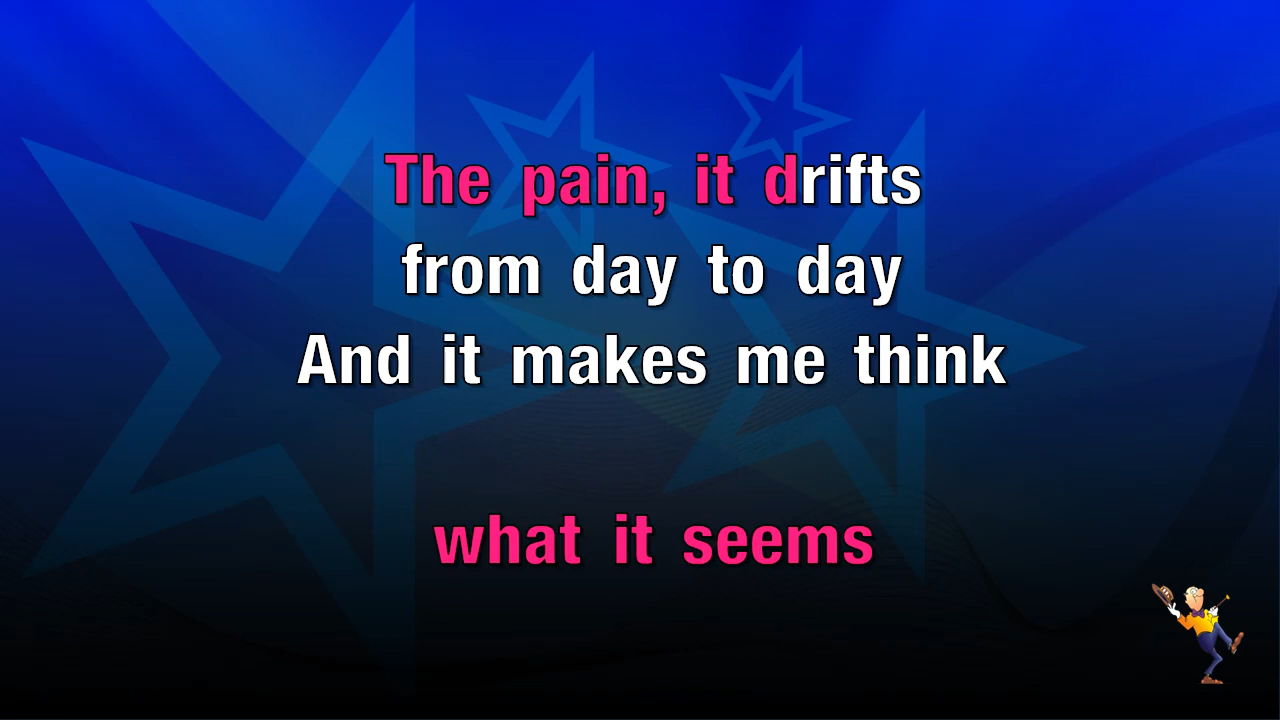 The pain, it drifts
from day to day
And it makes me think
what it seems